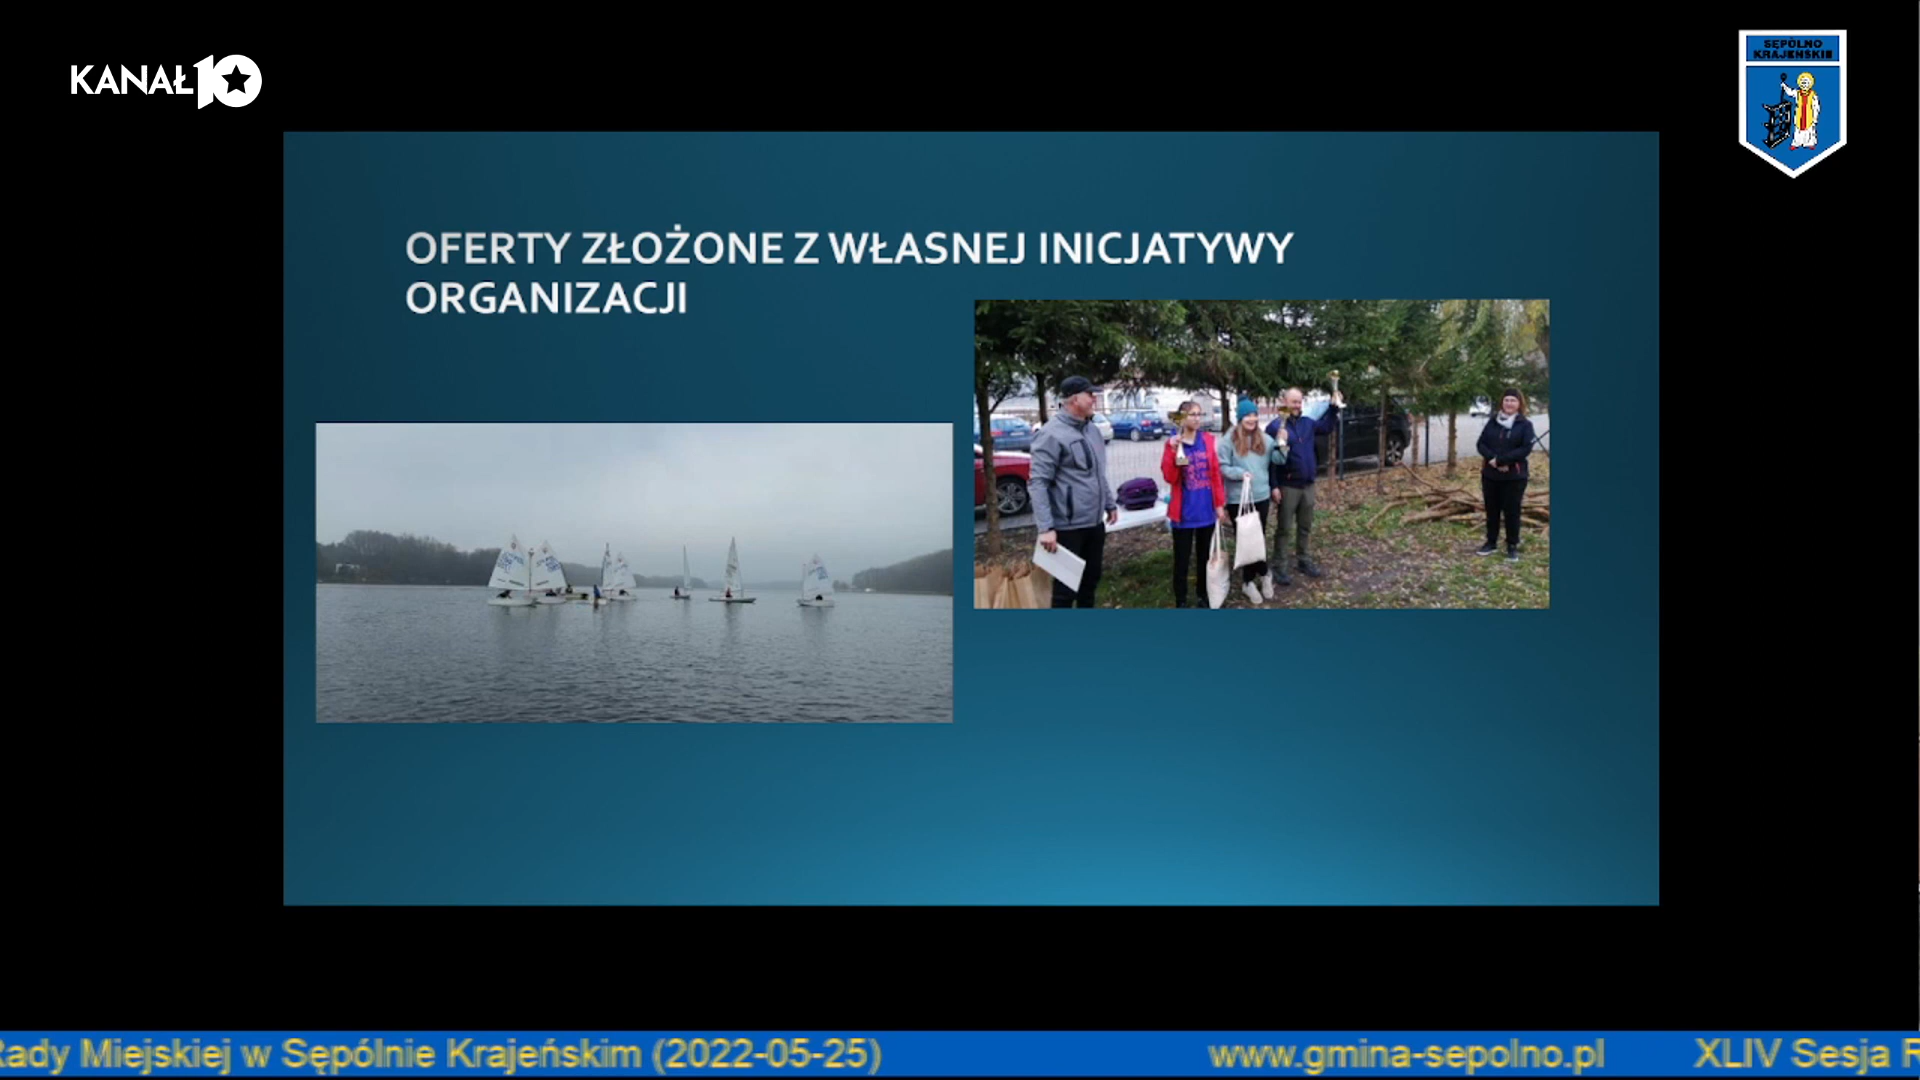 KANAŁ10
SĘPÓLNO
KRAJEŃSKIE
OFERTY ZŁOŻONE Z WŁASNEJ INICJATYWY
ORGANIZACJI
Rady Miejskiej w Sępólnie Krajeńskim (2022-05-25) www.gmina-sepolno.pl XLIV Sesja R